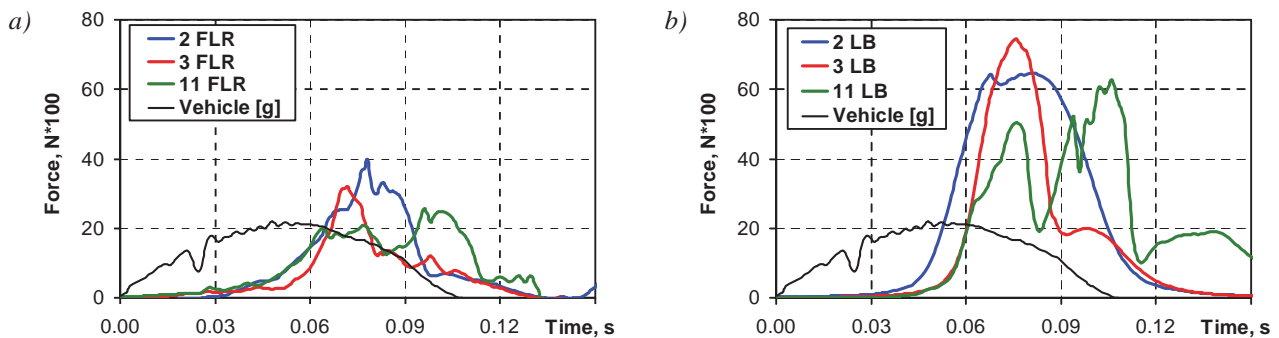 a)
Force, N*100
80
60
40
20
0
2 FLR
3 FLR
11 FLR
Vehicle [g]
0.00 0.03 0.06 0.09 0.12 Time, s
b)
Force, N*100
80
60
40
20
0
2 LB
3 LB
11 LB
Vehicle [g]
0.00 0.03 0.06 0.09 0.12 Time, s